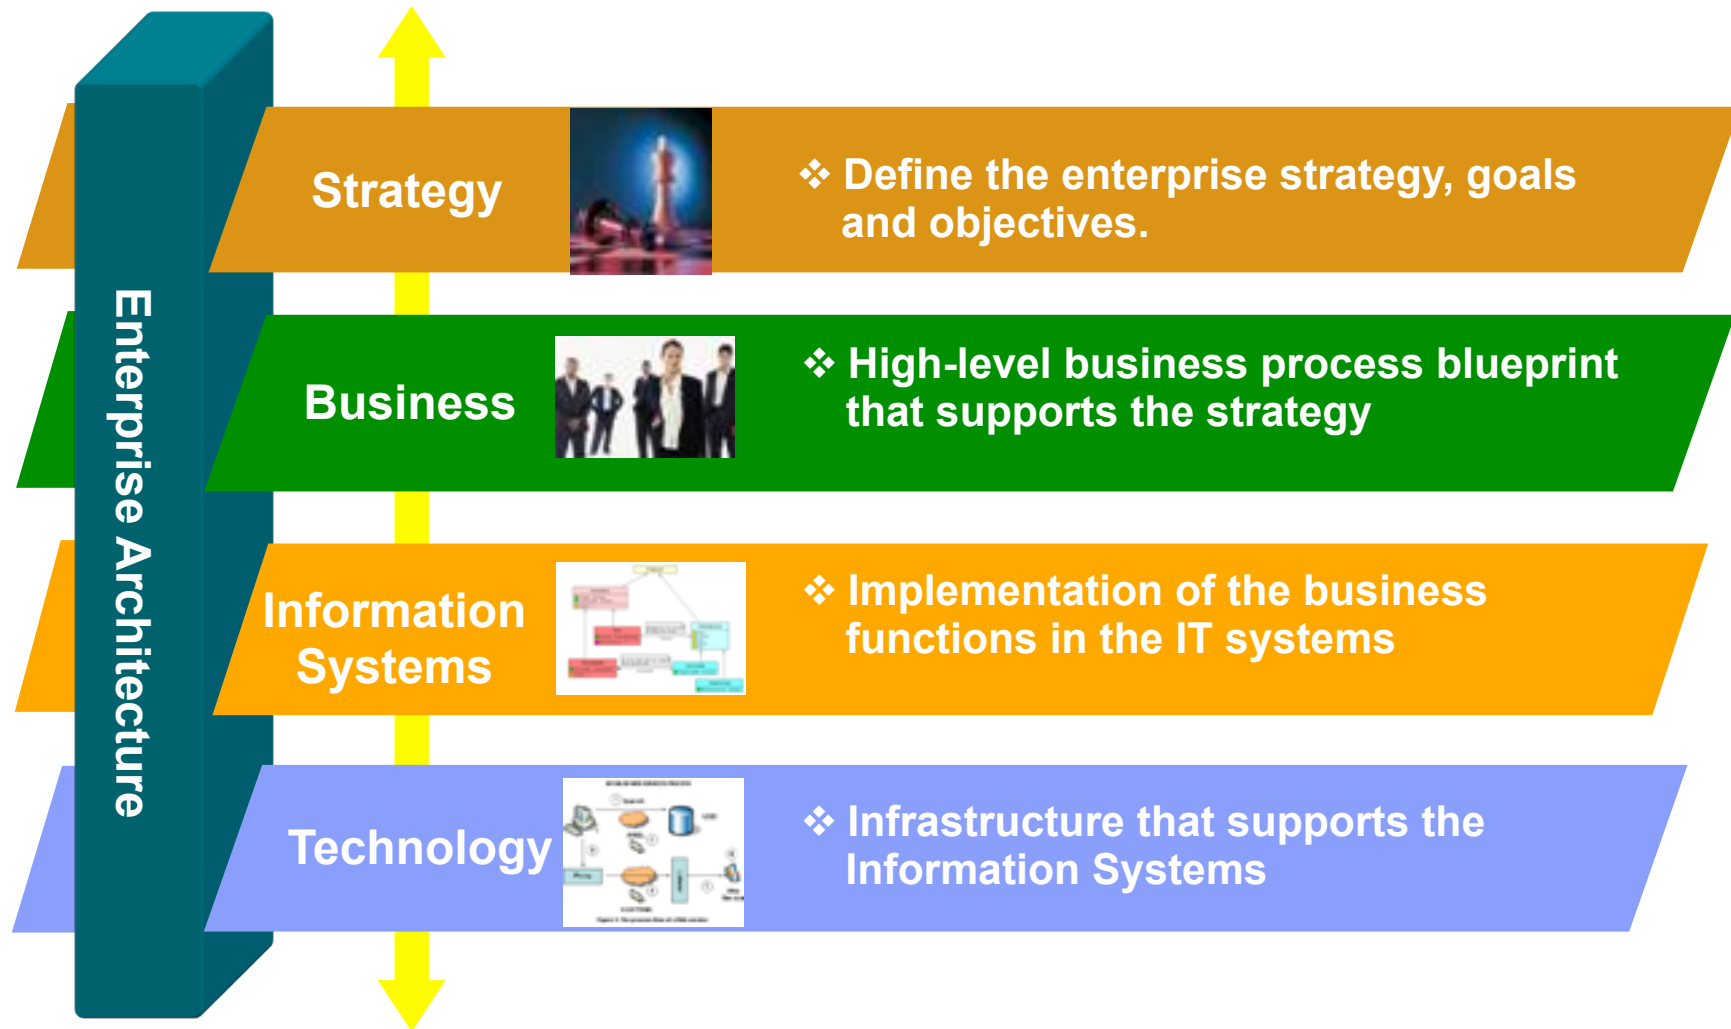 Enterprise Architecture
Strategy
❖ Define the enterprise strategy, goals
and objectives.
Business
❖ High-level business process blueprint
that supports the strategy
Information
Systems
❖ Implementation of the business
functions in the IT systems
Technology
❖ Infrastructure that supports the
Information Systems